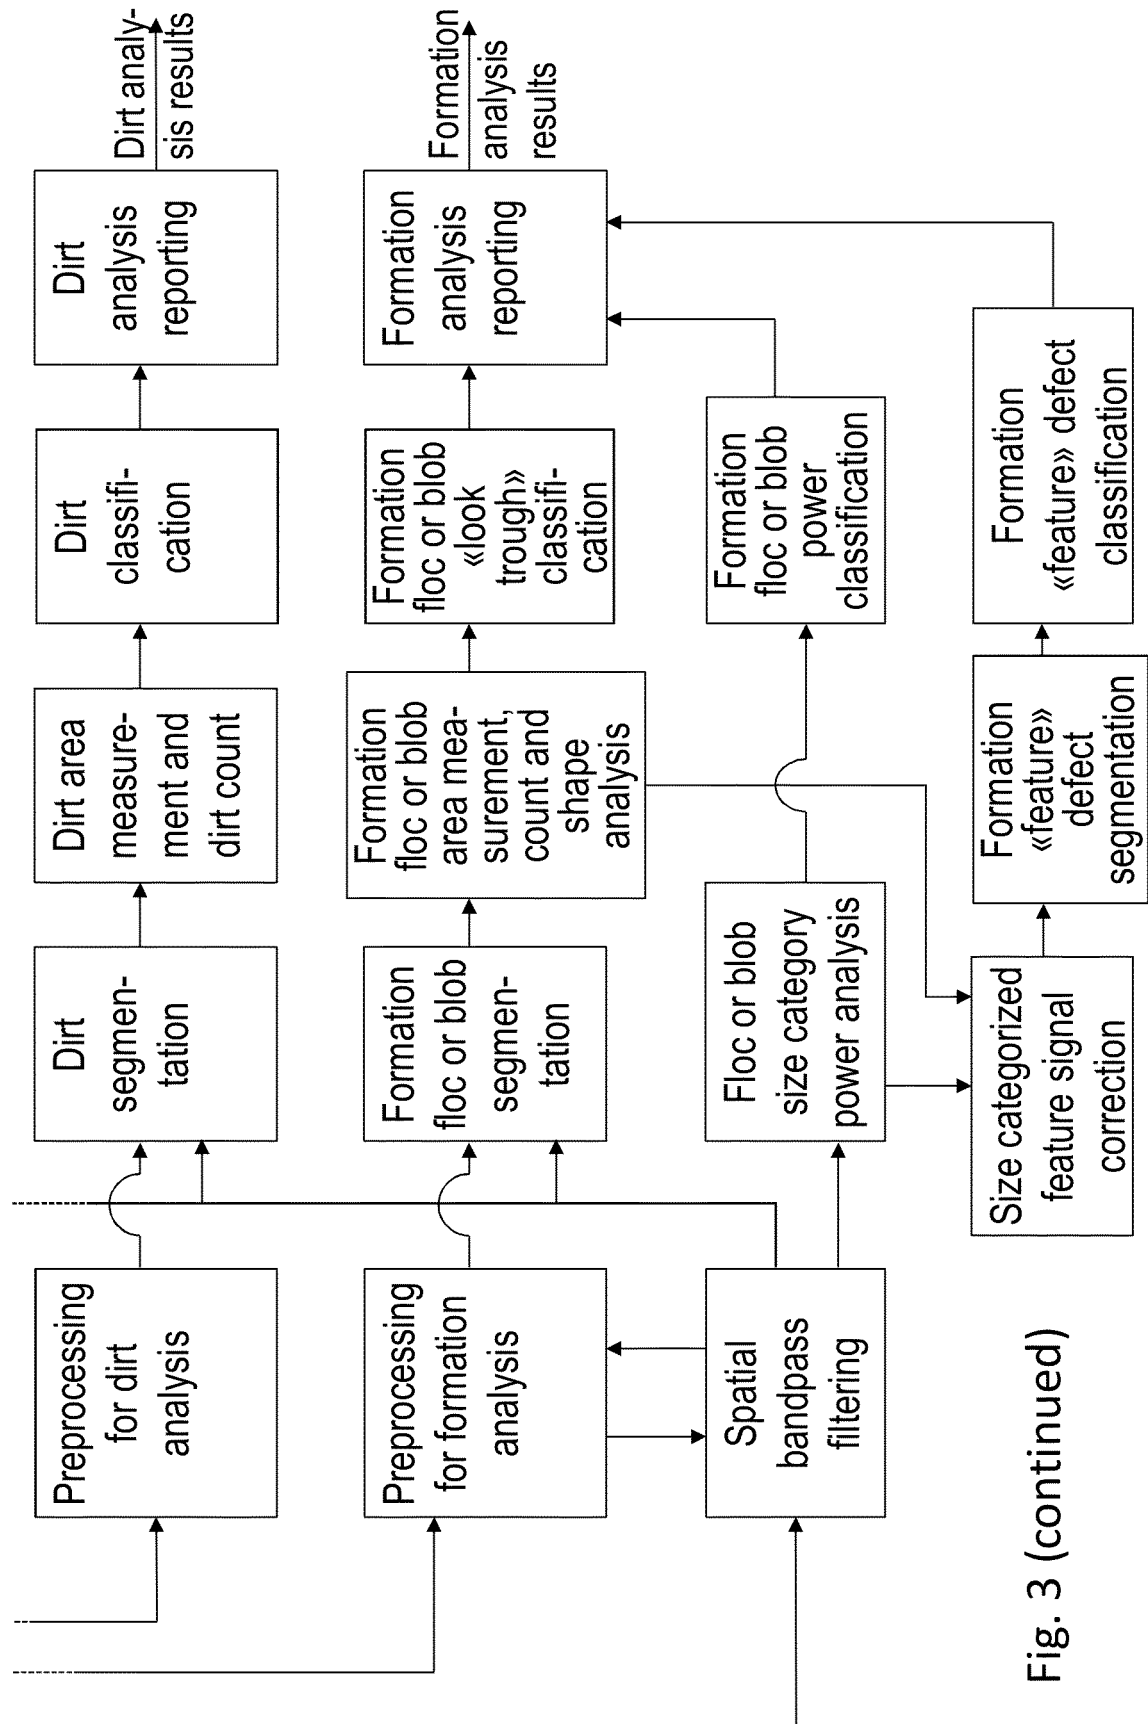 Preprocessing
for dirt
analysis
Dirt
segmen-
tation
Dirt area
measure-
ment and
dirt count
Dirt
classifi-
cation
Dirt
analysis
reporting
Dirt analy-
sis results
Preprocessing
for formation
analysis
Formation
floc or blob
segmen-
tation
Formation
floc or blob
area mea-
surement,
count and
shape
analysis
Formation
floc or blob
«look
trough»
classifi-
cation
Formation
analysis
reporting
Formation
analysis
results
Spatial
bandpass
filtering
Floc or blob
size category
power analysis
Formation
floc or blob
power
classification
Size categorized
feature signal
correction
Formation
«feature»
defect
segmentation
Formation
«feature» defect
classification
Fig. 3 (continued)